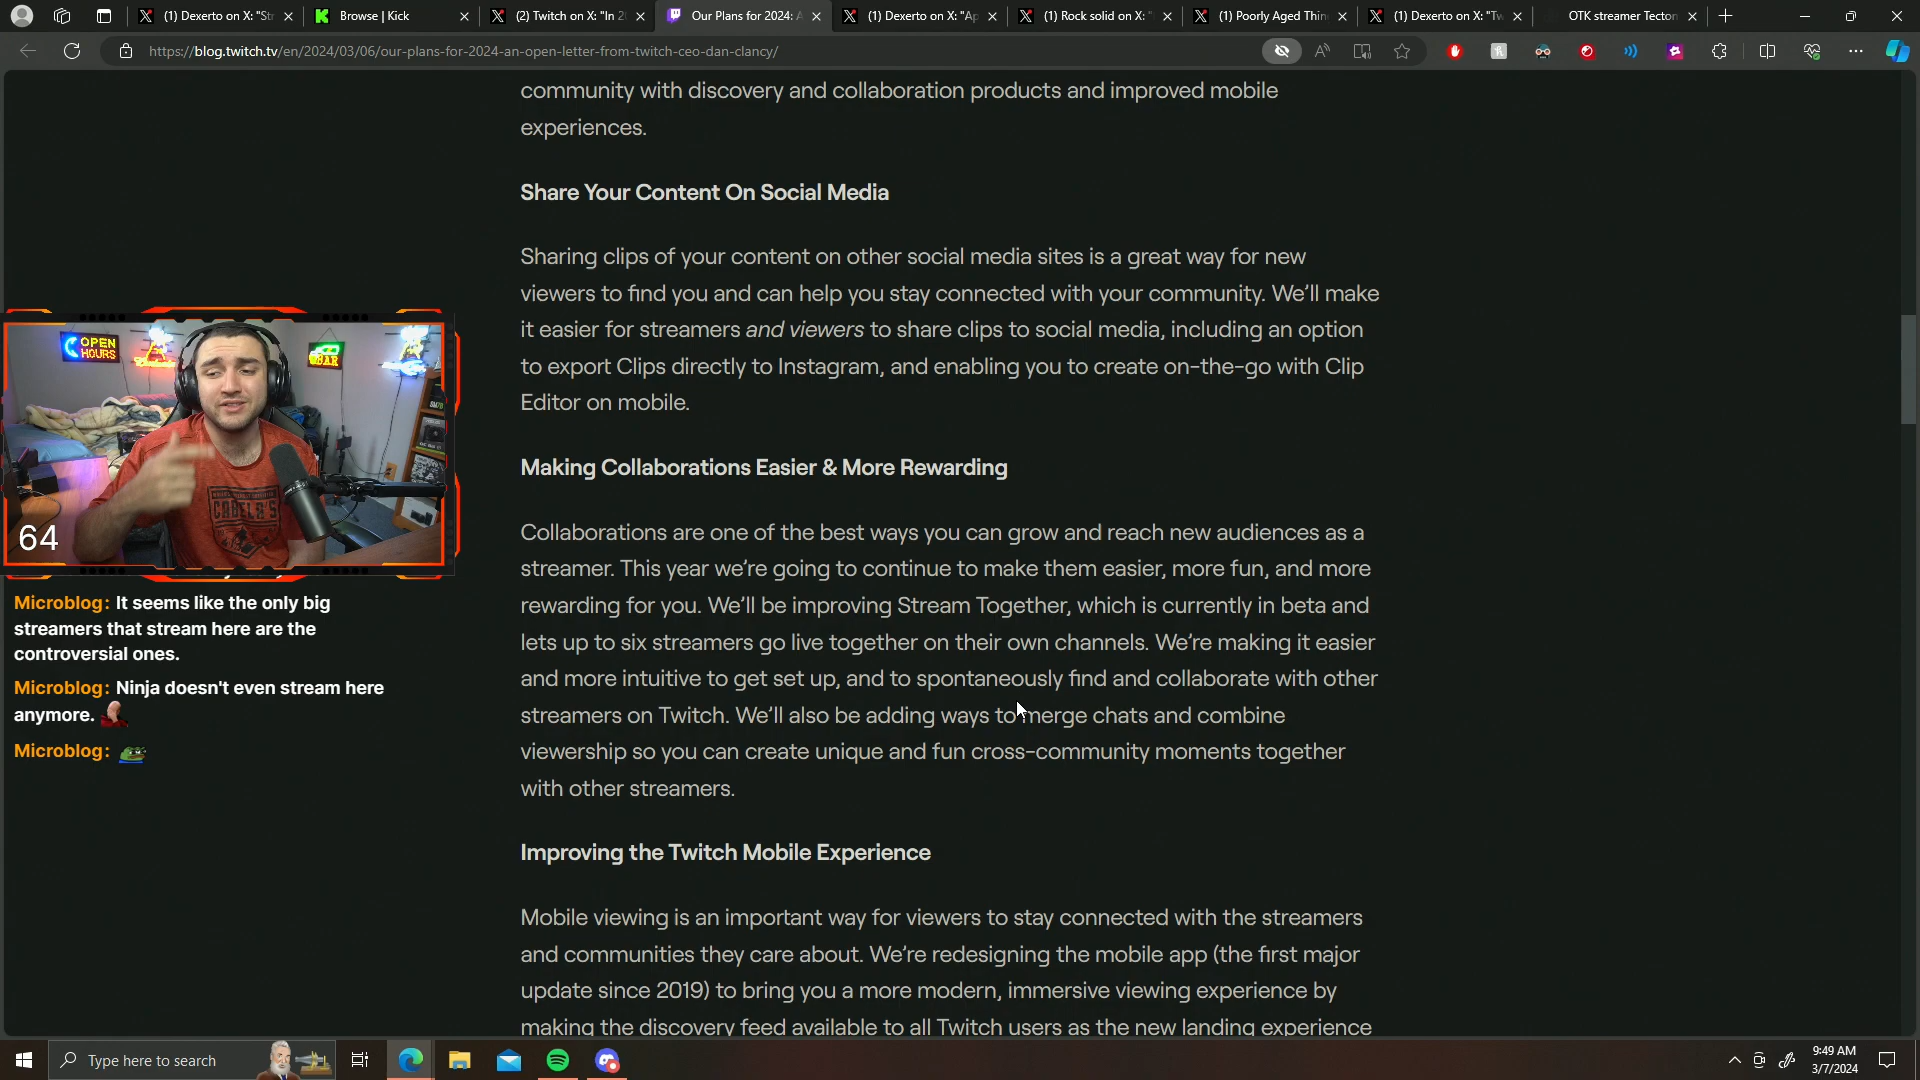 (1) Dexerto on X: "Str
Browse | Kick
(2) Twitch on X: "In 2
Our Plans for 2024: A
(1) Dexerto on X: "Ap
(1) Rock solid on X: "
(1) Poorly Aged Thin
(1) Dexerto on X: "Tw
OTK streamer Tecton
https://blog.twitch.tv/en/2024/03/06/our-plans-for-2024-an-open-letter-from-twitch-ceo-dan-clancy/
community with discovery and collaboration products and improved mobile
experiences.
Share Your Content On Social Media
Sharing clips of your content on other social media sites is a great way for new
viewers to find you and can help you stay connected with your community. We'll make
it easier for streamers and viewers to share clips to social media, including an option
to export Clips directly to Instagram, and enabling you to create on-the-go with Clip
Editor on mobile.
Making Collaborations Easier & More Rewarding
Collaborations are one of the best ways you can grow and reach new audiences as a
streamer. This year we're going to continue to make them easier, more fun, and more
rewarding for you. We'll be improving Stream Together, which is currently in beta and
lets up to six streamers go live together on their own channels. We're making it easier
and more intuitive to get set up, and to spontaneously find and collaborate with other
streamers on Twitch. We'll also be adding ways to merge chats and combine
viewership so you can create unique and fun cross-community moments together
with other streamers.
Improving the Twitch Mobile Experience
Mobile viewing is an important way for viewers to stay connected with the streamers
and communities they care about. We're redesigning the mobile app (the first major
update since 2019) to bring you a more modern, immersive viewing experience by
making the discovery feed available to all Twitch users as the new landing experience
OPEN
HOURS
BAR
CABELA'S
64
Microblog: It seems like the only big
streamers that stream here are the
controversial ones.
Microblog: Ninja doesn't even stream here
anymore.
Microblog:
Type here to search
9:49 AM
3/7/2024